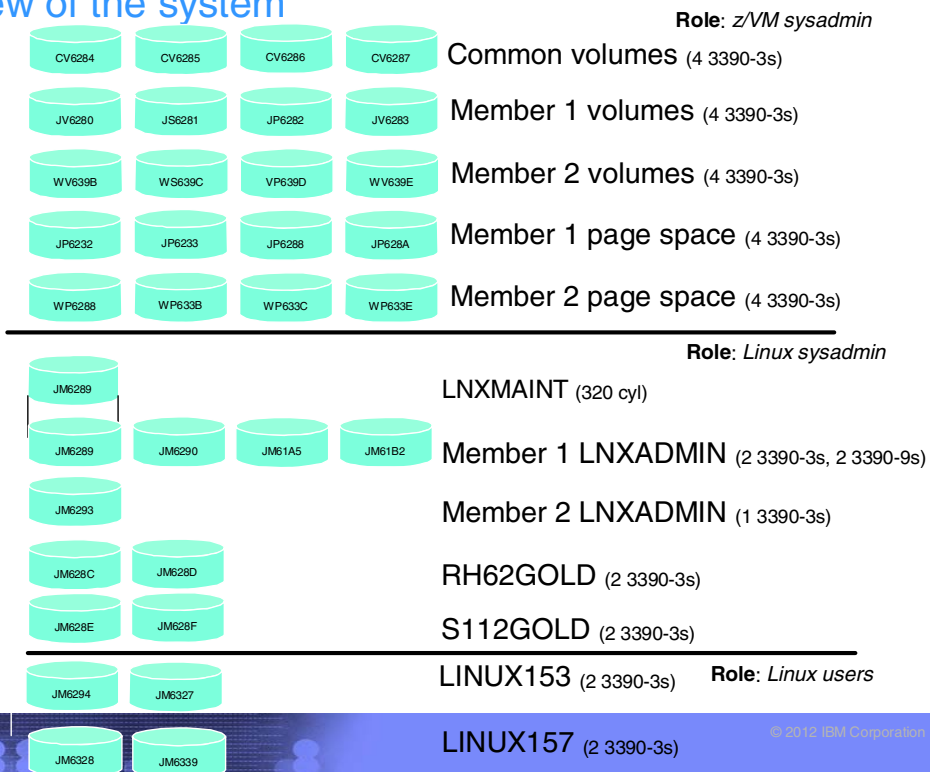 ew of the system
Role: z/VM sysadmin
CV6284 CV6285 CV6286 CV6287 Common volumes (4 3390-3s)
JV6280 JS6281 JP6282 JV6283 Member 1 volumes (4 3390-3s)
WV639B WS639C VP639D WV639E Member 2 volumes (4 3390-3s)
JP6232 JP6233 JP6288 JP628A Member 1 page space (4 3390-3s)
WP6288 WP633B WP633C WP633E Member 2 page space (4 3390-3s)
Role: Linux sysadmin
JM6289 LNXMAINT (320 cyl)
JM6289 JM6290 JM61A5 JM61B2 Member 1 LNXADMIN (2 3390-3s, 2 3390-9s)
JM6293 Member 2 LNXADMIN (1 3390-3s)
JM628C JM628D RH62GOLD (2 3390-3s)
JM628E JM628F S112GOLD (2 3390-3s)
JM6294 JM6327 LINUX153 (2 3390-3s) Role: Linux users
© 2012 IBM Corporation
JM6328 JM6339 LINUX157 (2 3390-3s)